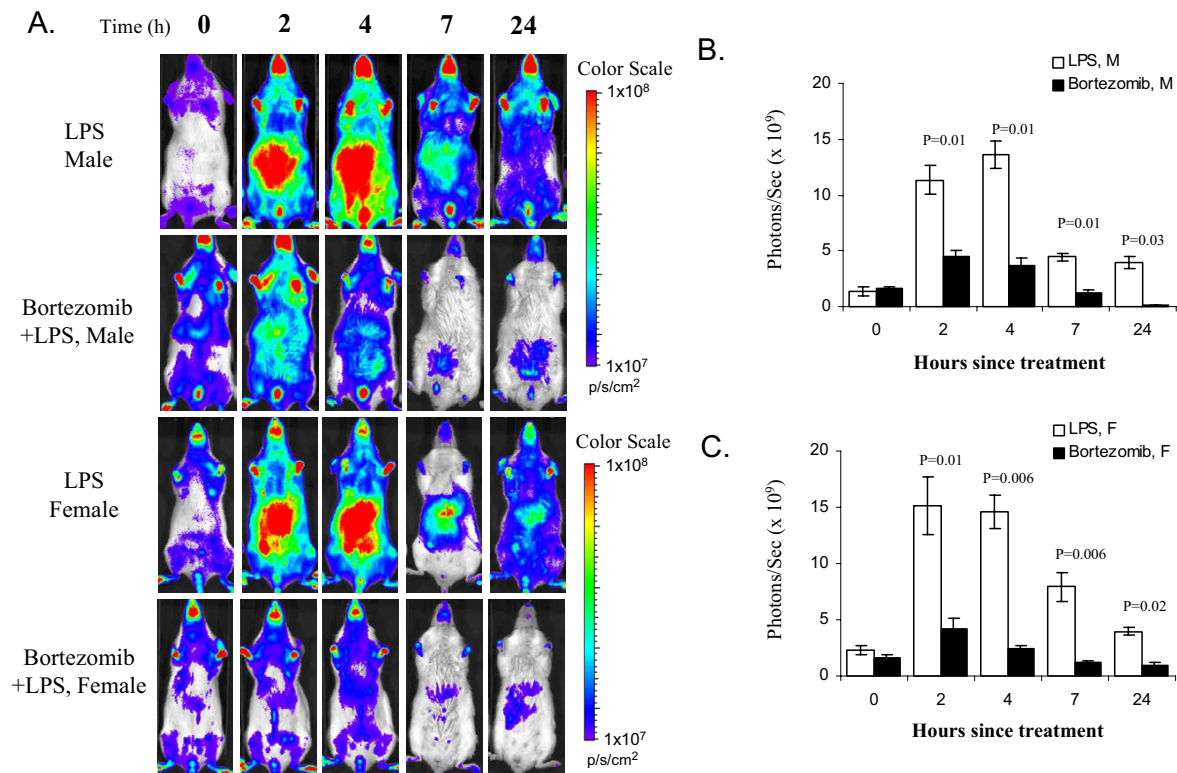 A.
Time (h) 0 2 4 7 24
LPS
Male
Bortezomib
+LPS, Male
LPS
Female
Bortezomib
+LPS, Female
Color Scale
1x10⁸
1x10⁷
p/s/cm²
Color Scale
1x10⁸
1x10⁷
p/s/cm²
B.
LPS, M
Bortezomib, M
Photons/Sec (x 10⁹)
20
15
10
5
0
P=0.01
P=0.01
P=0.01
P=0.03
0 2 4 7 24
Hours since treatment
C.
LPS, F
Bortezomib, F
Photons/Sec (x 10⁹)
20
15
10
5
0
P=0.01
P=0.006
P=0.006
P=0.02
0 2 4 7 24
Hours since treatment